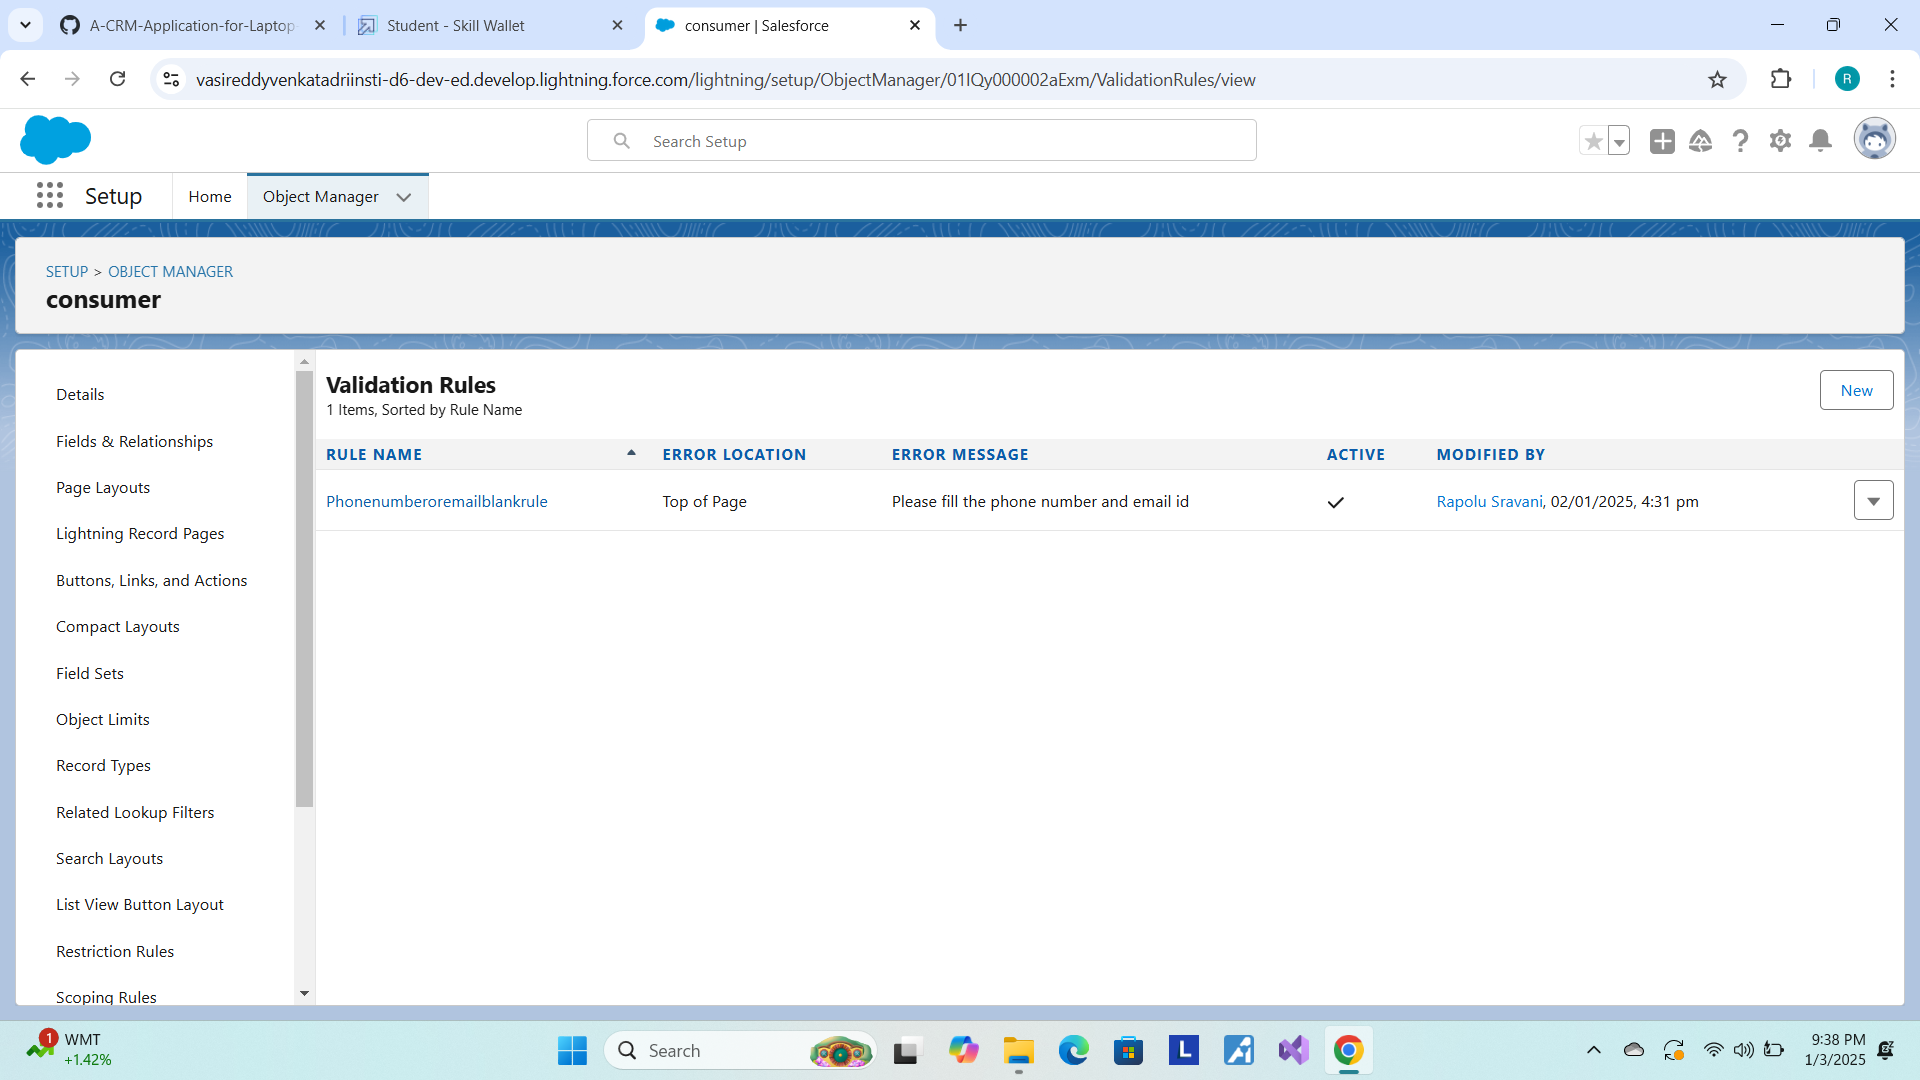 A-CRM-Application-for-Laptop-
Student - Skill Wallet
consumer | Salesforce
vasireddyvenkatadriinsti-d6-dev-ed.develop.lightning.force.com/lightning/setup/ObjectManager/01IQy000002aExm/ValidationRules/view
R
Search Setup
Setup
Home
Object Manager
SETUP > OBJECT MANAGER
consumer
Details
Fields & Relationships
Page Layouts
Lightning Record Pages
Buttons, Links, and Actions
Compact Layouts
Field Sets
Object Limits
Record Types
Related Lookup Filters
Search Layouts
List View Button Layout
Restriction Rules
Scoping Rules
Validation Rules
1 Items, Sorted by Rule Name
New
RULE NAME ERROR LOCATION ERROR MESSAGE ACTIVE MODIFIED BY
Phonenumberoremailblankrule Top of Page Please fill the phone number and email id Rapolu Sravani, 02/01/2025, 4:31 pm
1
WMT
+1.42%
Search
L
9:38 PM
1/3/2025